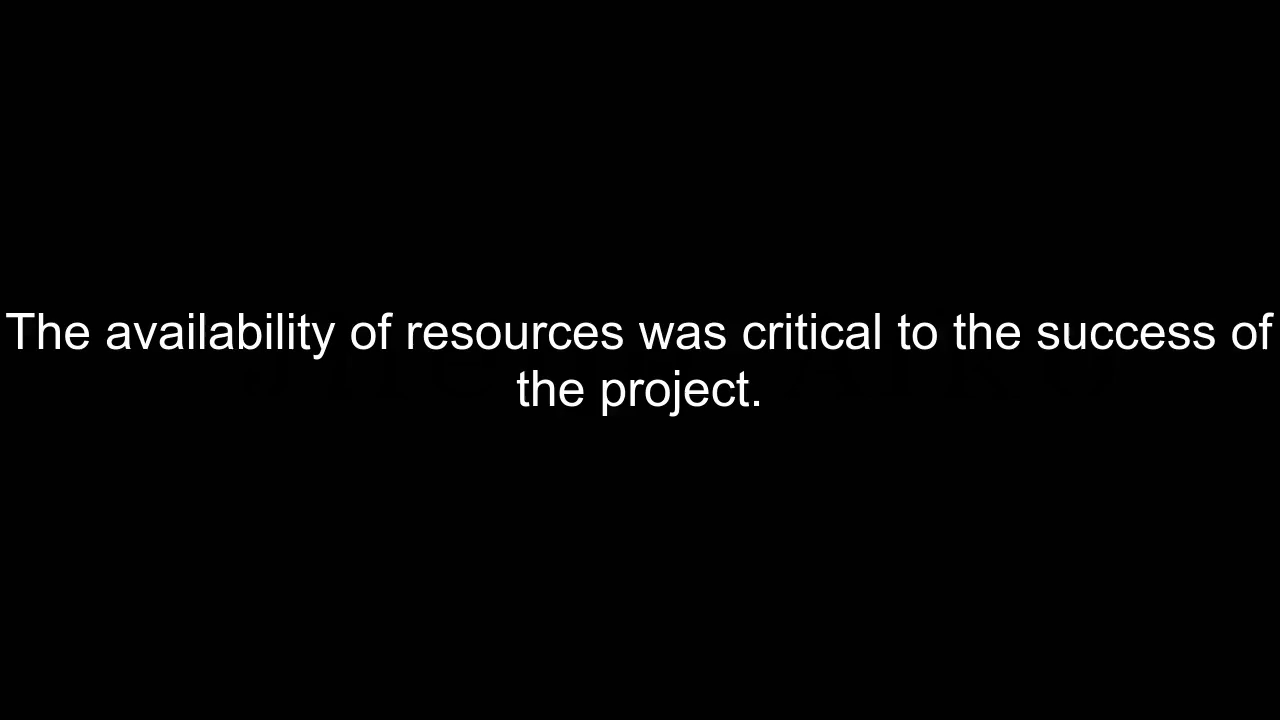 The availability of resources was critical to the success of
the project.